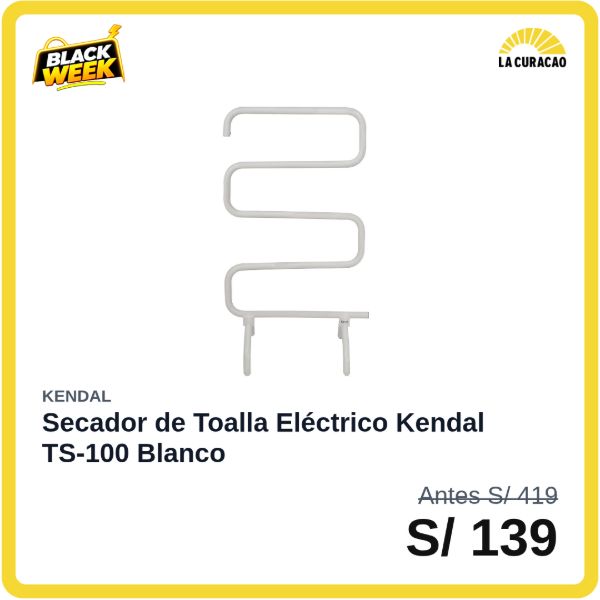 BLACK
WEEK
LA CURACAO
KENDAL
Secador de Toalla Eléctrico Kendal
TS-100 Blanco
Antes S/ 419
S/ 139